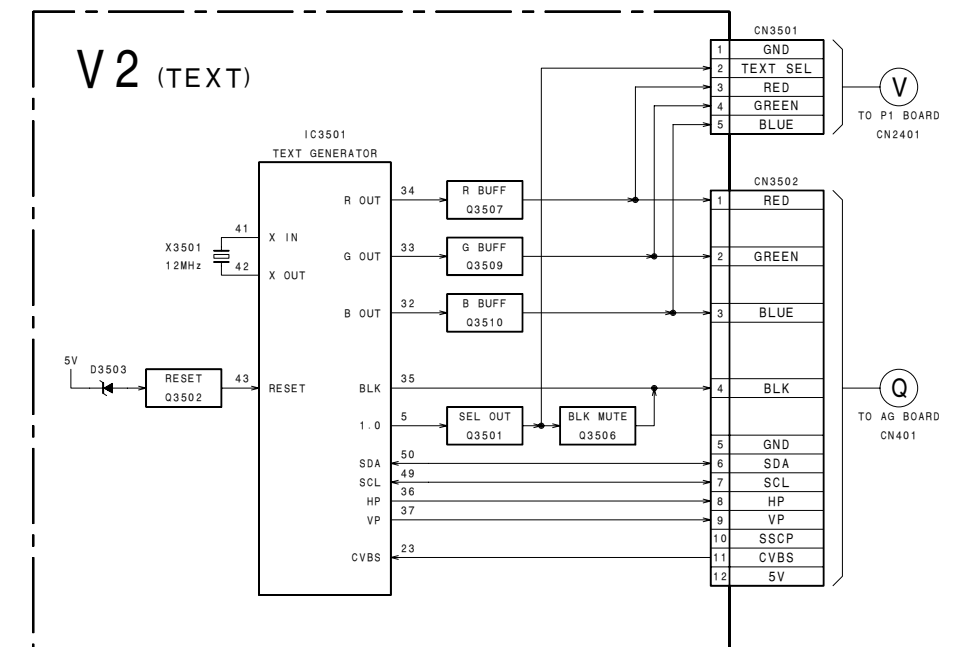 V2 (TEXT)
IC3501
TEXT GENERATOR
X3501
12MHz
41
X IN
42
X OUT
5V
D3503
RESET
Q3502
43
RESET
R OUT
34
R BUFF
Q3507
G OUT
33
G BUFF
Q3509
B OUT
32
B BUFF
Q3510
BLK
35
1.0
5
SEL OUT
Q3501
BLK MUTE
Q3506
SDA
50
SCL
49
HP
36
VP
37
CVBS
23
CN3501
1 GND
2 TEXT SEL
3 RED
4 GREEN
5 BLUE
V
TO P1 BOARD
CN2401
CN3502
1 RED
2 GREEN
3 BLUE
4 BLK
5 GND
6 SDA
7 SCL
8 HP
9 VP
10 SSCP
11 CVBS
12 5V
Q
TO AG BOARD
CN401